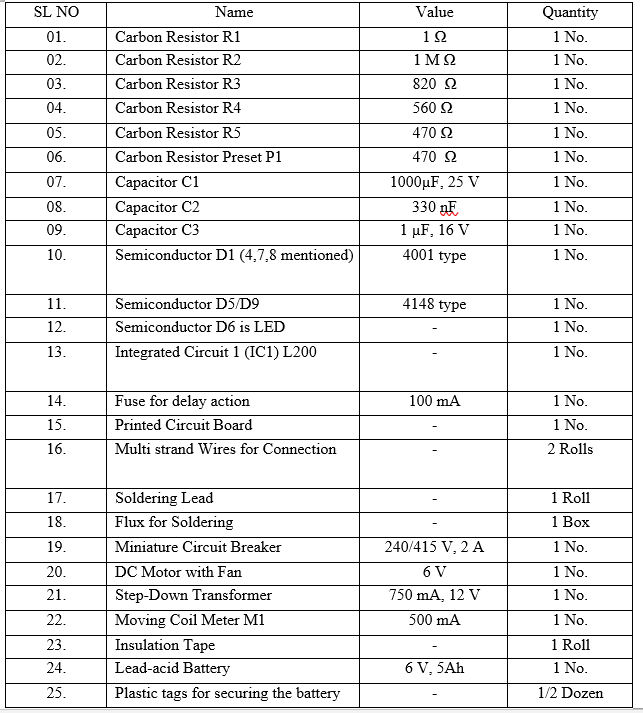 SL NO Name Value Quantity
01. Carbon Resistor R1 1 Ω 1 No.
02. Carbon Resistor R2 1 M Ω 1 No.
03. Carbon Resistor R3 820 Ω 1 No.
04. Carbon Resistor R4 560 Ω 1 No.
05. Carbon Resistor R5 470 Ω 1 No.
06. Carbon Resistor Preset P1 470 Ω 1 No.
07. Capacitor C1 1000μF, 25 V 1 No.
08. Capacitor C2 330 nF 1 No.
09. Capacitor C3 1 μF, 16 V 1 No.
10. Semiconductor D1 (4,7,8 mentioned) 4001 type 1 No.
11. Semiconductor D5/D9 4148 type 1 No.
12. Semiconductor D6 is LED - 1 No.
13. Integrated Circuit 1 (IC1) L200 - 1 No.
14. Fuse for delay action 100 mA 1 No.
15. Printed Circuit Board - 1 No.
16. Multi strand Wires for Connection - 2 Rolls
17. Soldering Lead - 1 Roll
18. Flux for Soldering - 1 Box
19. Miniature Circuit Breaker 240/415 V, 2 A 1 No.
20. DC Motor with Fan 6 V 1 No.
21. Step-Down Transformer 750 mA, 12 V 1 No.
22. Moving Coil Meter M1 500 mA 1 No.
23. Insulation Tape - 1 Roll
24. Lead-acid Battery 6 V, 5Ah 1 No.
25. Plastic tags for securing the battery - 1/2 Dozen